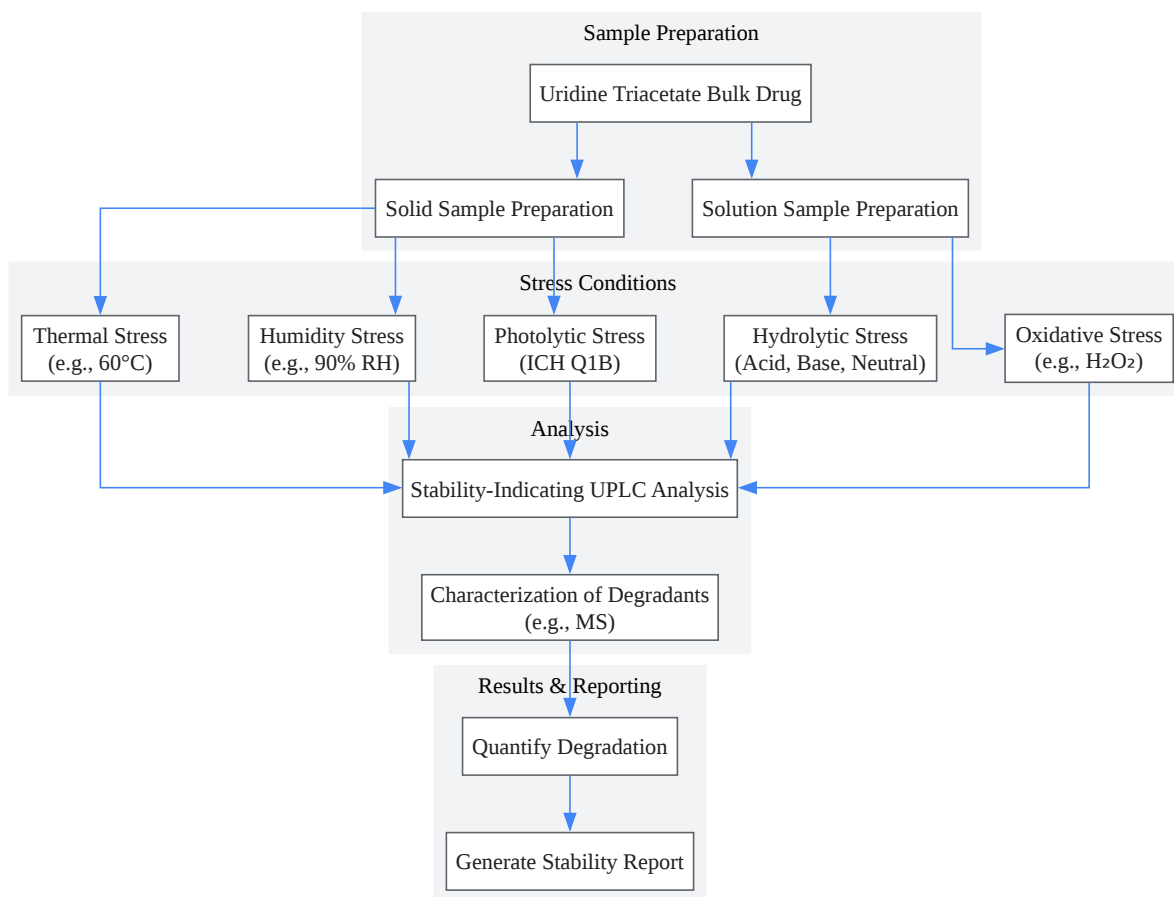 Sample Preparation
Uridine Triacetate Bulk Drug
Solid Sample Preparation
Solution Sample Preparation
Stress Conditions
Thermal Stress
(e.g., 60°C)
Humidity Stress
(e.g., 90% RH)
Photolytic Stress
(ICH Q1B)
Hydrolytic Stress
(Acid, Base, Neutral)
Oxidative Stress
(e.g., H₂O₂)
Analysis
Stability-Indicating UPLC Analysis
Characterization of Degradants
(e.g., MS)
Results & Reporting
Quantify Degradation
Generate Stability Report